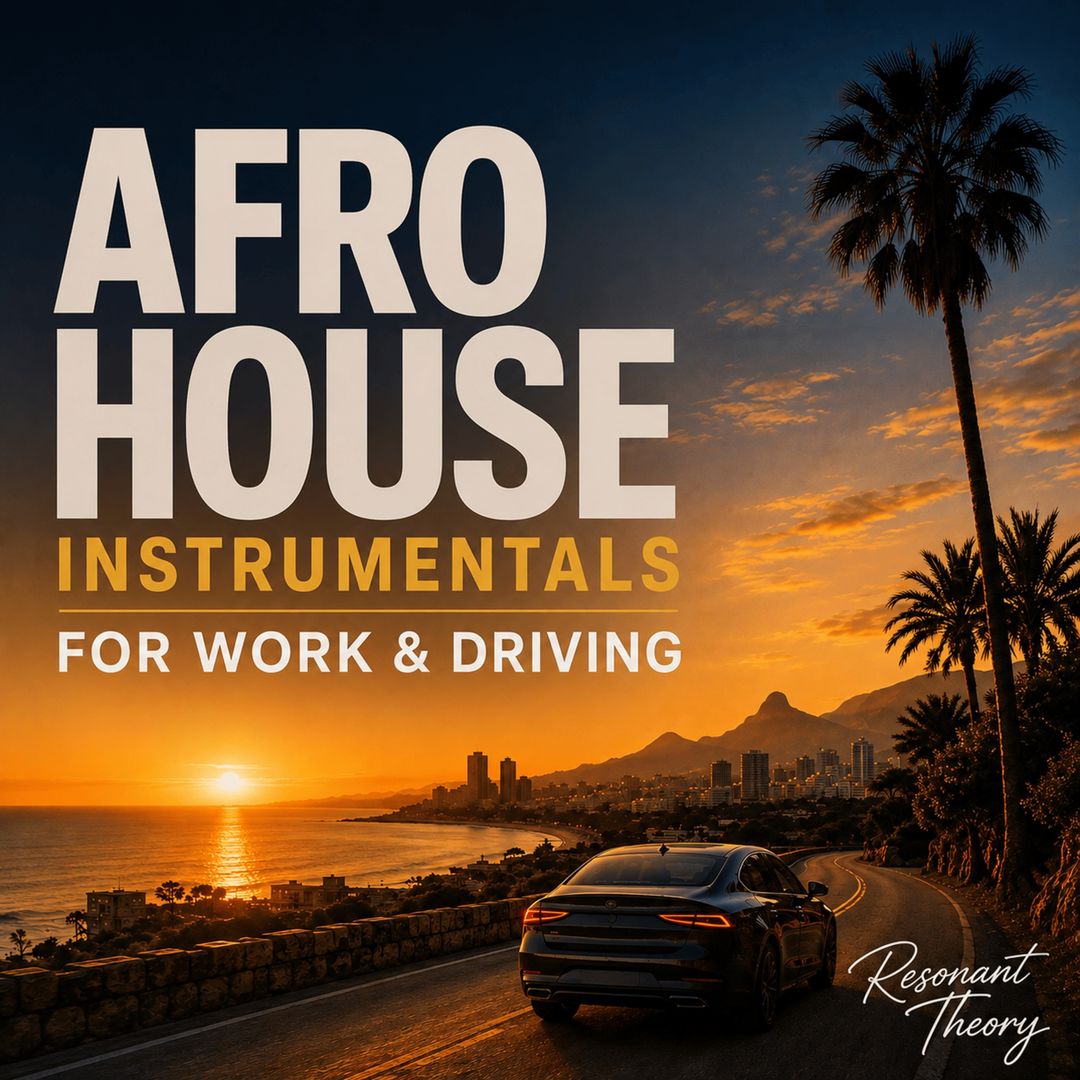 AFRO
HOUSE
INSTRUMENTALS
FOR WORK & DRIVING
Resonant
Theory